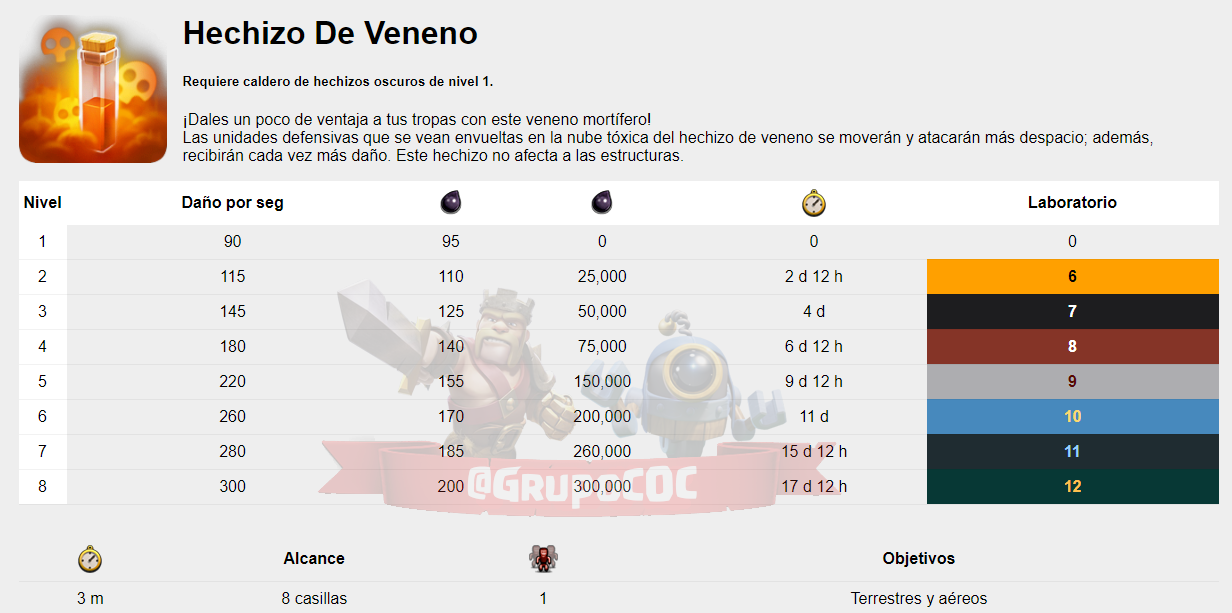 Hechizo De Veneno
Requiere caldero de hechizos oscuros de nivel 1.
¡Dales un poco de ventaja a tus tropas con este veneno mortífero!
Las unidades defensivas que se vean envueltas en la nube tóxica del hechizo de veneno se moverán y atacarán más despacio; además,
recibirán cada vez más daño. Este hechizo no afecta a las estructuras.
Nivel Daño por seg Laboratorio
1 90 95 0 0 0
2 115 110 25,000 2 d 12 h 6
3 145 125 50,000 4 d 7
4 180 140 75,000 6 d 12 h 8
5 220 155 150,000 9 d 12 h 9
6 260 170 200,000 11 d 10
7 280 185 260,000 15 d 12 h 11
8 300 200 300,000 17 d 12 h 12
@GrupoCOC
Alcance Objetivos
3 m 8 casillas 1 Terrestres y aéreos